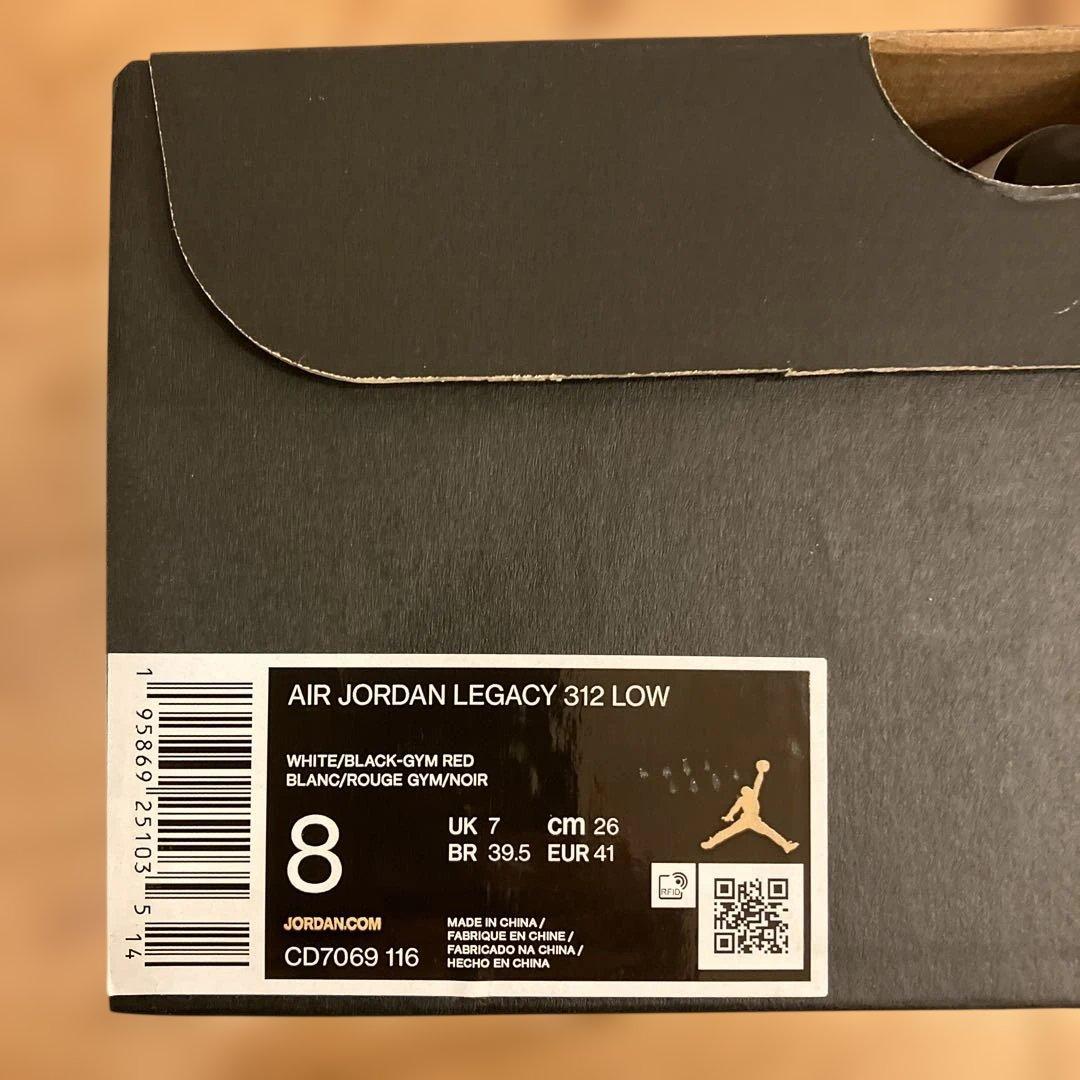 AIR JORDAN LEGACY 312 LOW
WHITE/BLACK-GYM RED
BLANC/ROUGE GYM/NOIR
8
UK 7 cm 26
BR 39.5 EUR 41
RFID
JORDAN.COM
CD7069 116
MADE IN CHINA /
FABRIQUE EN CHINE /
FABRICADO NA CHINA /
HECHO EN CHINA
1 95869 25103 5 14